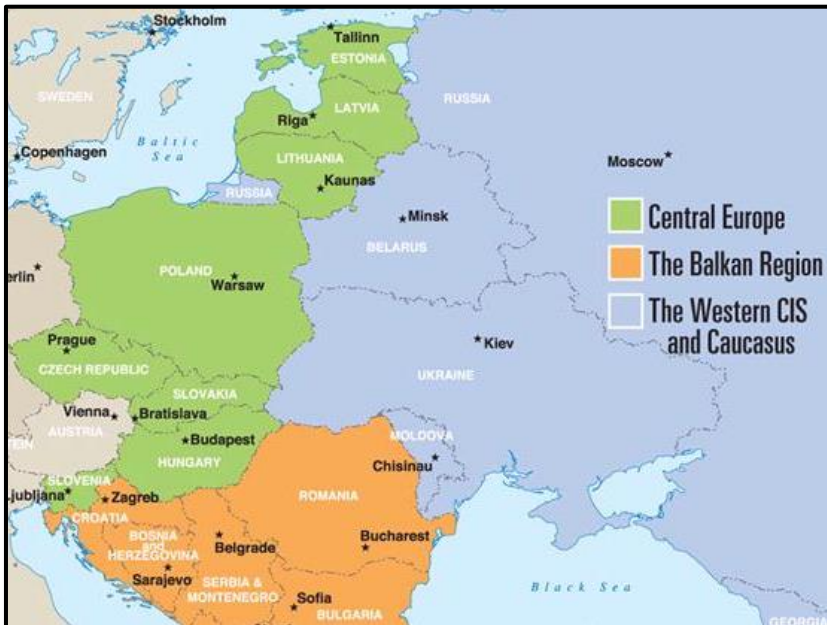 Stockholm
Tallinn
ESTONIA
SWEDEN
RUSSIA
LATVIA
Riga
Baltic
Sea
Copenhagen
LITHUANIA
Moscow
Kaunas
RUSSIA
Minsk
Central Europe
BELARUS
The Balkan Region
POLAND
erlin
Warsaw
The Western CIS
and Caucasus
Prague
Kiev
CZECH REPUBLIC
UKRAINE
SLOVAKIA
Vienna
Bratislava
AUSTRIA
TEIN
Budapest
MOLDOVA
HUNGARY
Chisinau
SLOVENIA
Ljubljana
Zagreb
ROMANIA
CROATIA
BOSNIA
and
HERZEGOVINA
Belgrade
Bucharest
Sarajevo
SERBIA &
MONTENEGRO
Black Sea
Sofia
BULGARIA
GEORGIA